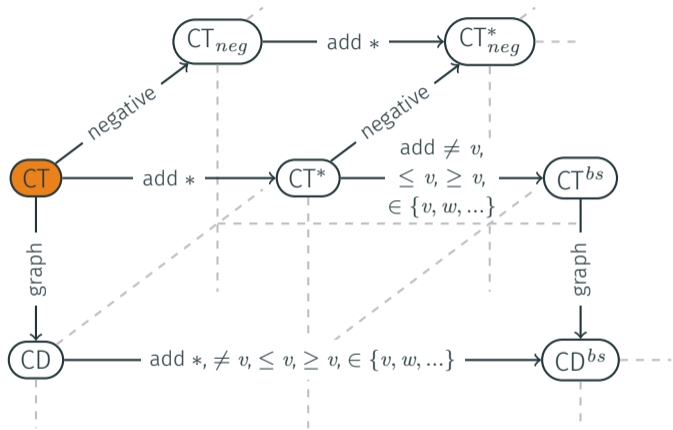 CT_neg add * CT*_neg
negative negative
add ≠ v,
CT add * CT* ≤ v, ≥ v, CT^bs
∈ {v, w, ...}
graph graph
CD add *, ≠ v, ≤ v, ≥ v, ∈ {v, w, ...} CD^bs